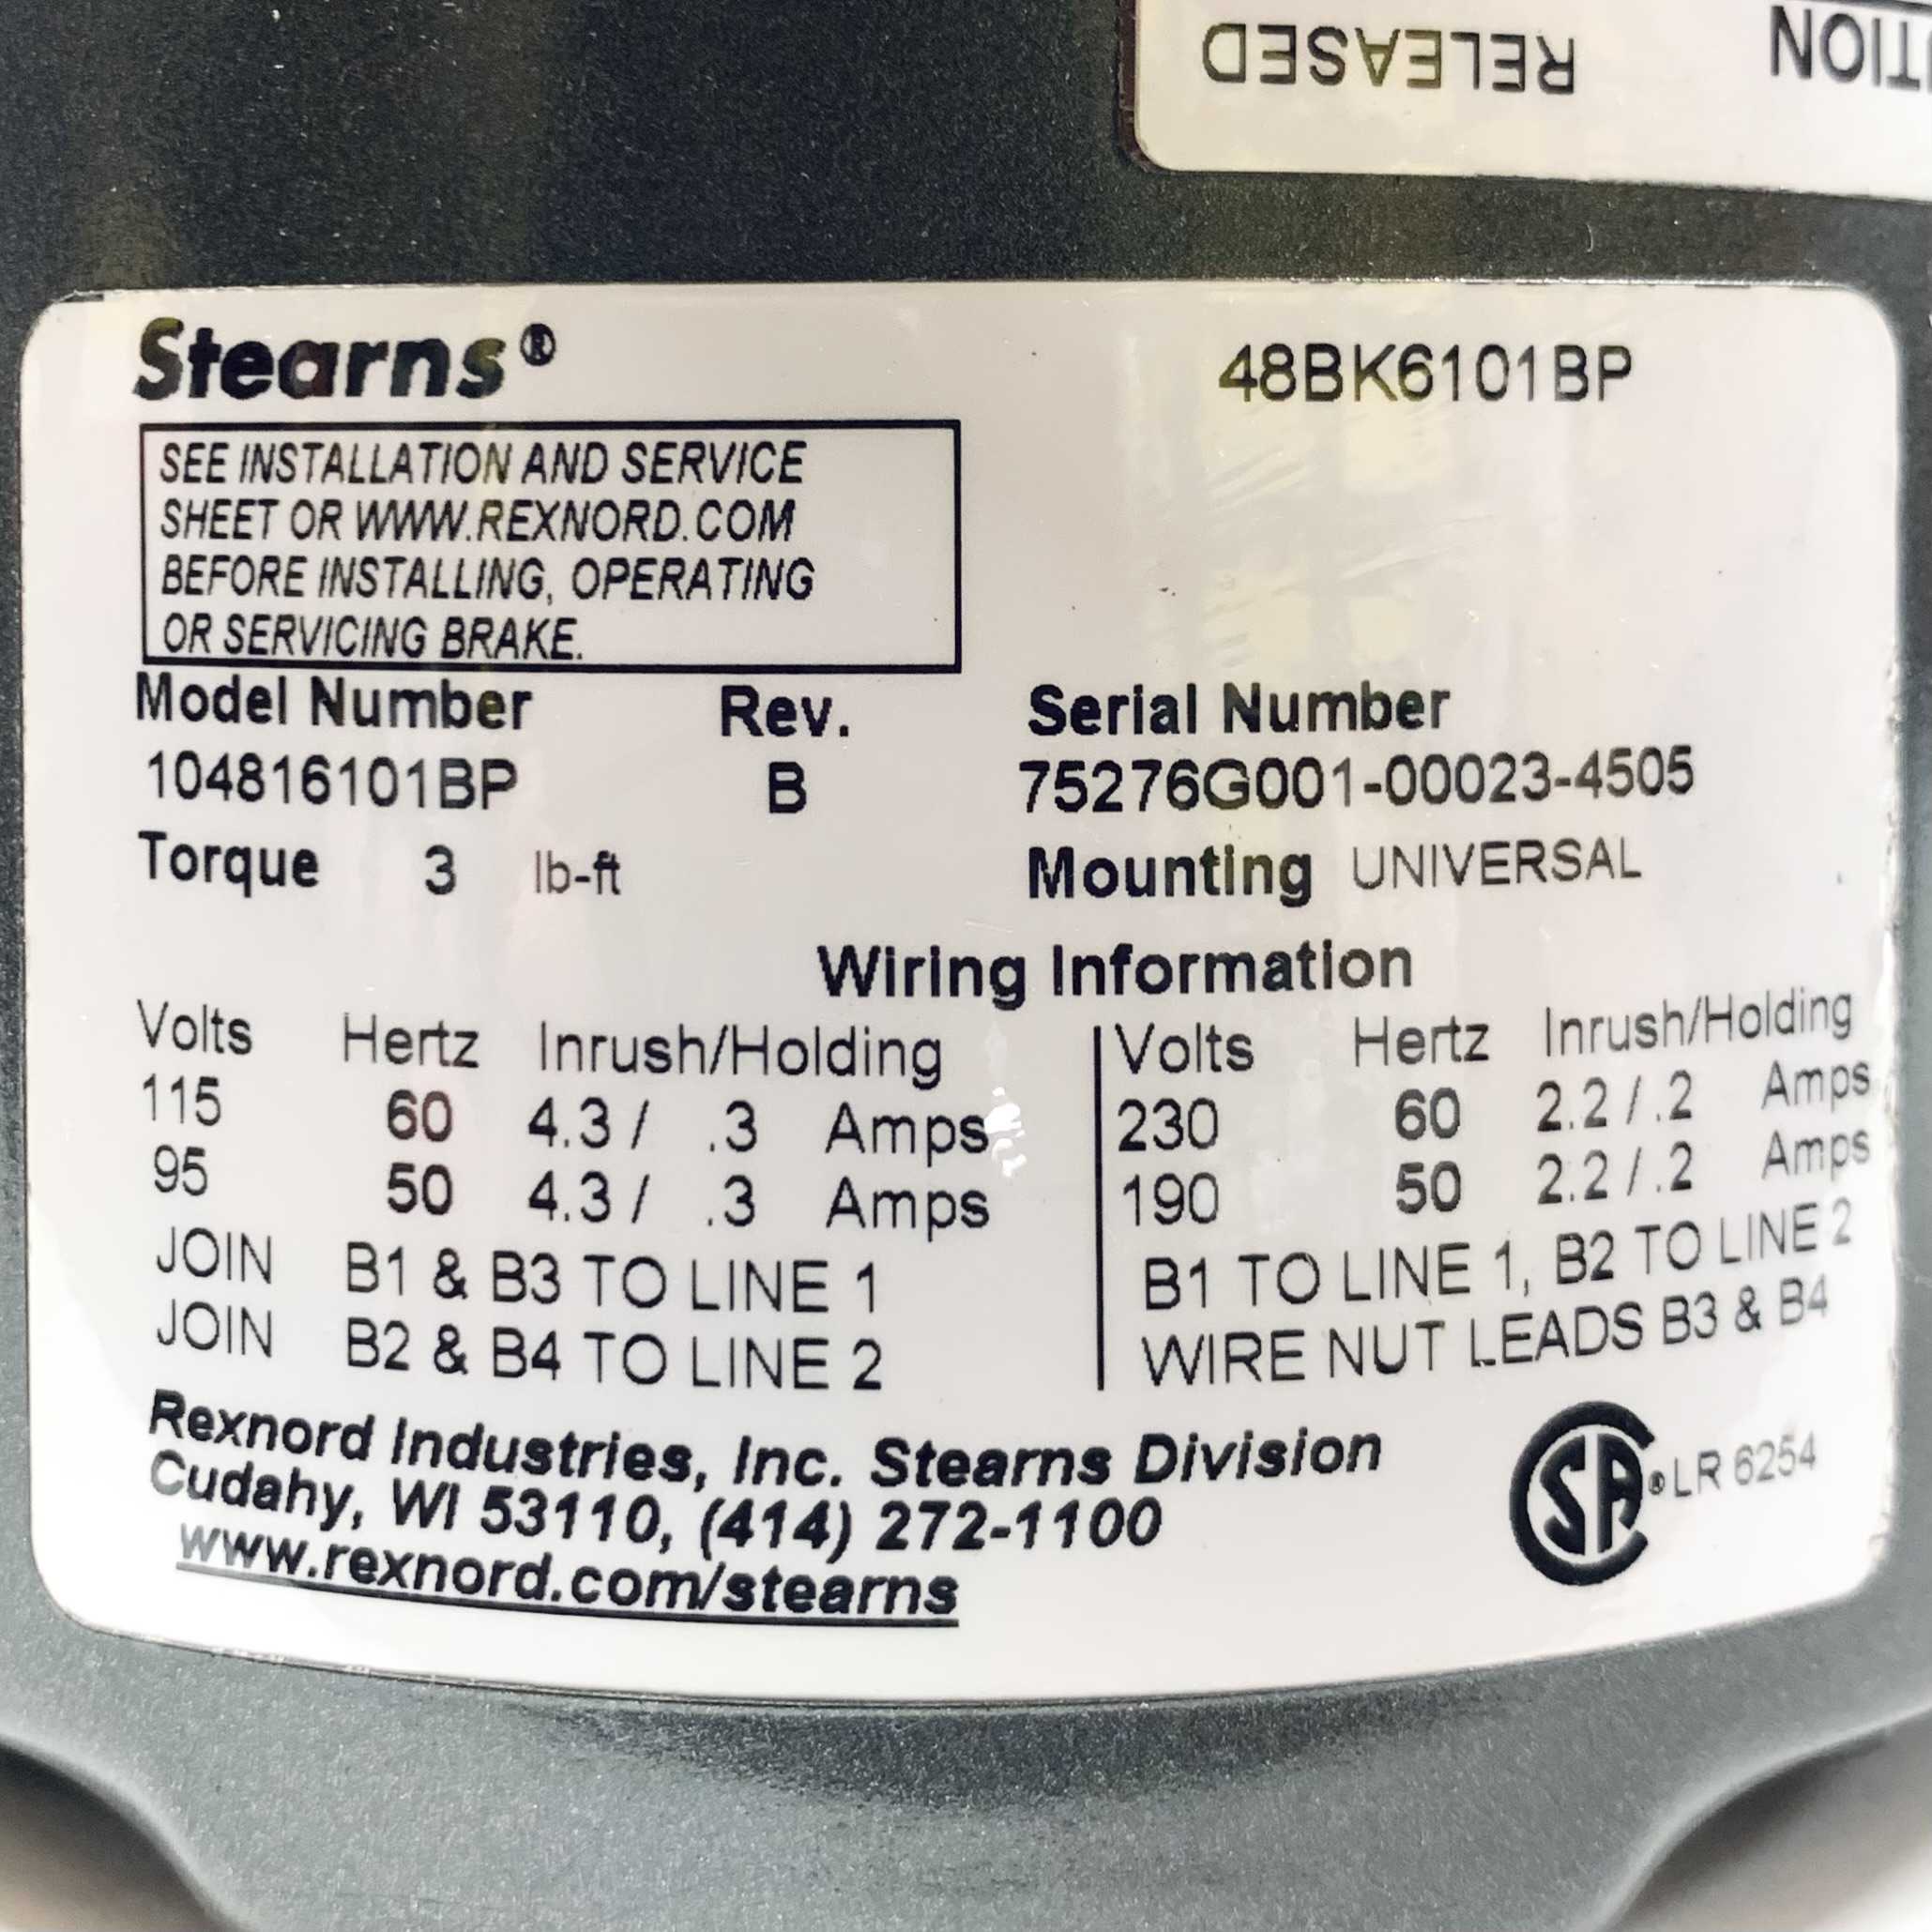 RELEASED
Stearns®
48BK6101BP
SEE INSTALLATION AND SERVICE
SHEET OR WWW.REXNORD.COM
BEFORE INSTALLING, OPERATING
OR SERVICING BRAKE.
Model Number Rev. Serial Number
104816101BP B 75276G001-00023-4505
Torque 3 lb-ft Mounting UNIVERSAL
Wiring Information
Volts Hertz Inrush/Holding | Volts Hertz Inrush/Holding
115 60 4.3 / .3 Amps | 230 60 2.2 / .2 Amps
95 50 4.3 / .3 Amps | 190 50 2.2 / .2 Amps
JOIN B1 & B3 TO LINE 1 | B1 TO LINE 1, B2 TO LINE 2
JOIN B2 & B4 TO LINE 2 | WIRE NUT LEADS B3 & B4
Rexnord Industries, Inc. Stearns Division
Cudahy, WI 53110, (414) 272-1100
www.rexnord.com/stearns
SA® LR 6254